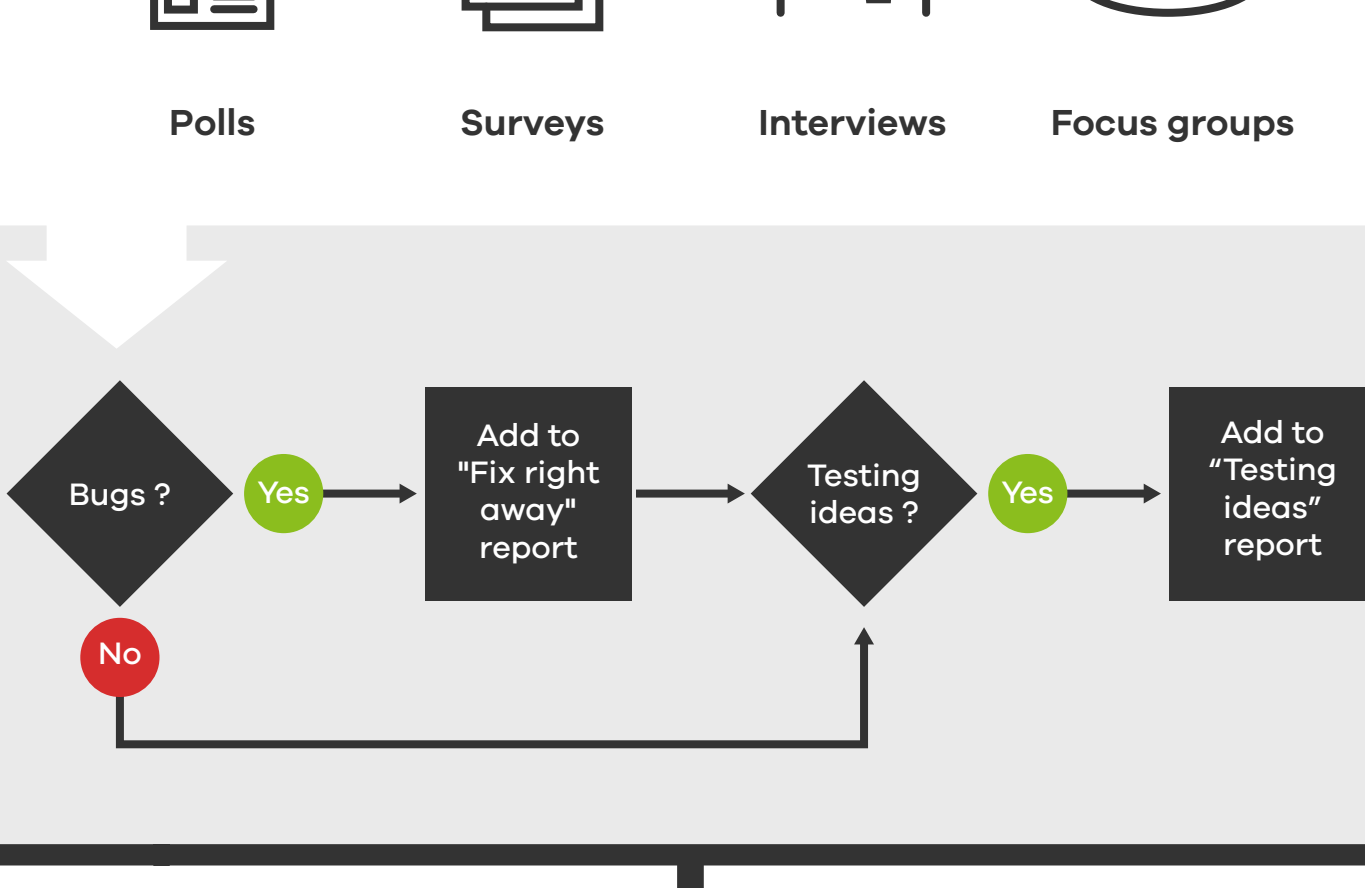 Polls
Surveys
Interviews
Focus groups
Bugs ?
Yes
Add to
"Fix right
away"
report
Testing
ideas ?
Yes
Add to
“Testing
ideas”
report
No